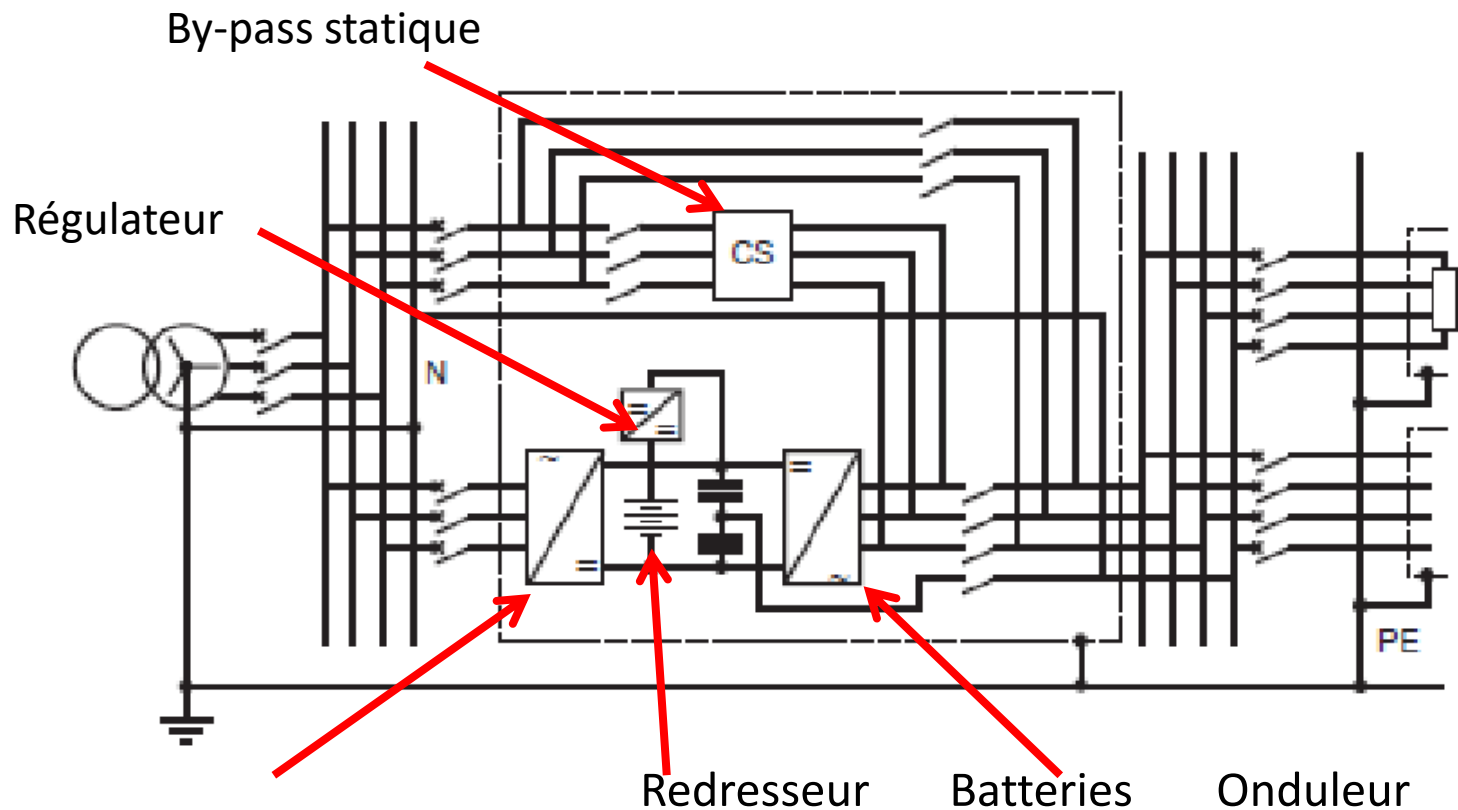 By-pass statique
Régulateur
CS
N
PE
Redresseur Batteries Onduleur